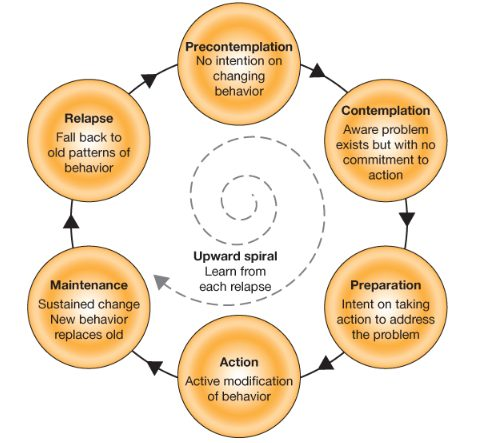 Precontemplation
No intention on
changing
behavior
Contemplation
Aware problem
exists but with no
commitment to
action
Preparation
Intent on taking
action to address
the problem
Action
Active modification
of behavior
Maintenance
Sustained change
New behavior
replaces old
Relapse
Fall back to
old patterns of
behavior
Upward spiral
Learn from
each relapse